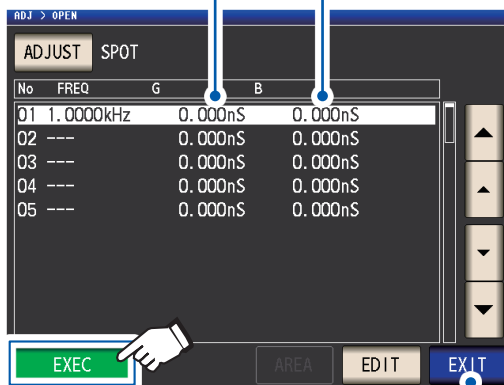 ADJ > OPEN
ADJUST SPOT
No FREQ G B
01 1.0000kHz 0.000nS 0.000nS
02 --- 0.000nS 0.000nS
03 --- 0.000nS 0.000nS
04 --- 0.000nS 0.000nS
05 --- 0.000nS 0.000nS
EXEC AREA EDIT EXIT